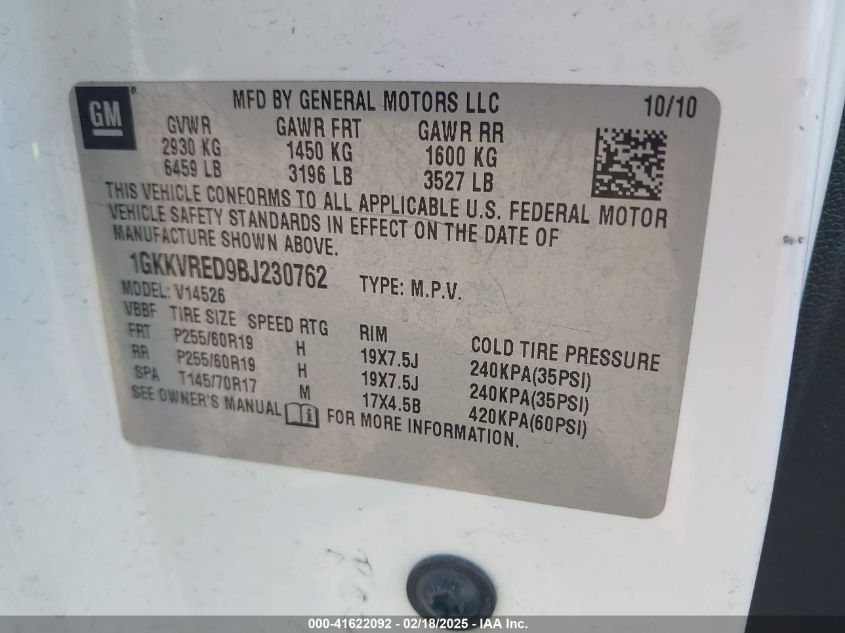 GM
MFD BY GENERAL MOTORS LLC 10/10
GVWR GAWR FRT GAWR RR
2930 KG 1450 KG 1600 KG
6459 LB 3196 LB 3527 LB
THIS VEHICLE CONFORMS TO ALL APPLICABLE U.S. FEDERAL MOTOR
VEHICLE SAFETY STANDARDS IN EFFECT ON THE DATE OF
MANUFACTURE SHOWN ABOVE.
1GKKVRED9BJ230762 TYPE: M.P.V.
MODEL: V14526
VBBF TIRE SIZE SPEED RTG RIM COLD TIRE PRESSURE
FRT P255/60R19 H 19X7.5J 240KPA(35PSI)
RR P255/60R19 H 19X7.5J 240KPA(35PSI)
SPA T145/70R17 M 17X4.5B 420KPA(60PSI)
SEE OWNER'S MANUAL FOR MORE INFORMATION.
000-41622092 - 02/18/2025 - IAA Inc.